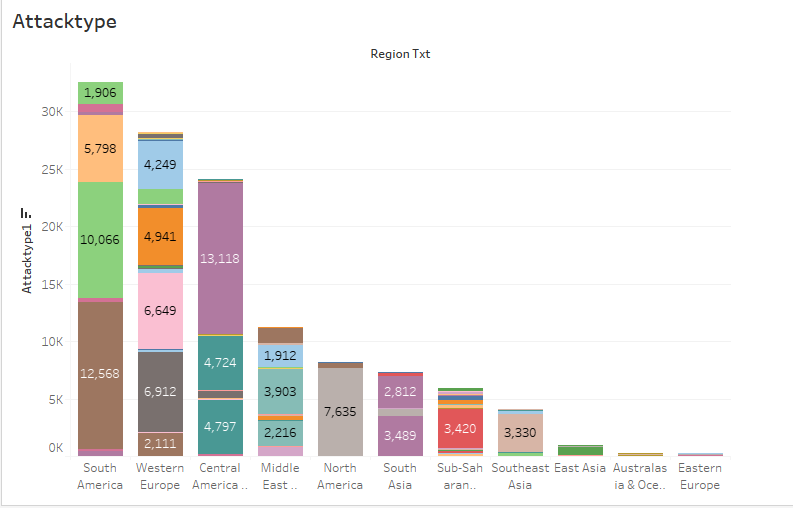 Attacktype
Region Txt
Attacktype1
30K
25K
20K
15K
10K
5K
0K
1,906
5,798
10,066
12,568
4,249
4,941
6,649
6,912
2,111
13,118
4,724
4,797
1,912
3,903
2,216
7,635
2,812
3,489
3,420
3,330
South
America
Western
Europe
Central
America ..
Middle
East ..
North
America
South
Asia
Sub-Sah
aran..
Southeast
Asia
East Asia
Australas
ia & Oce..
Eastern
Europe